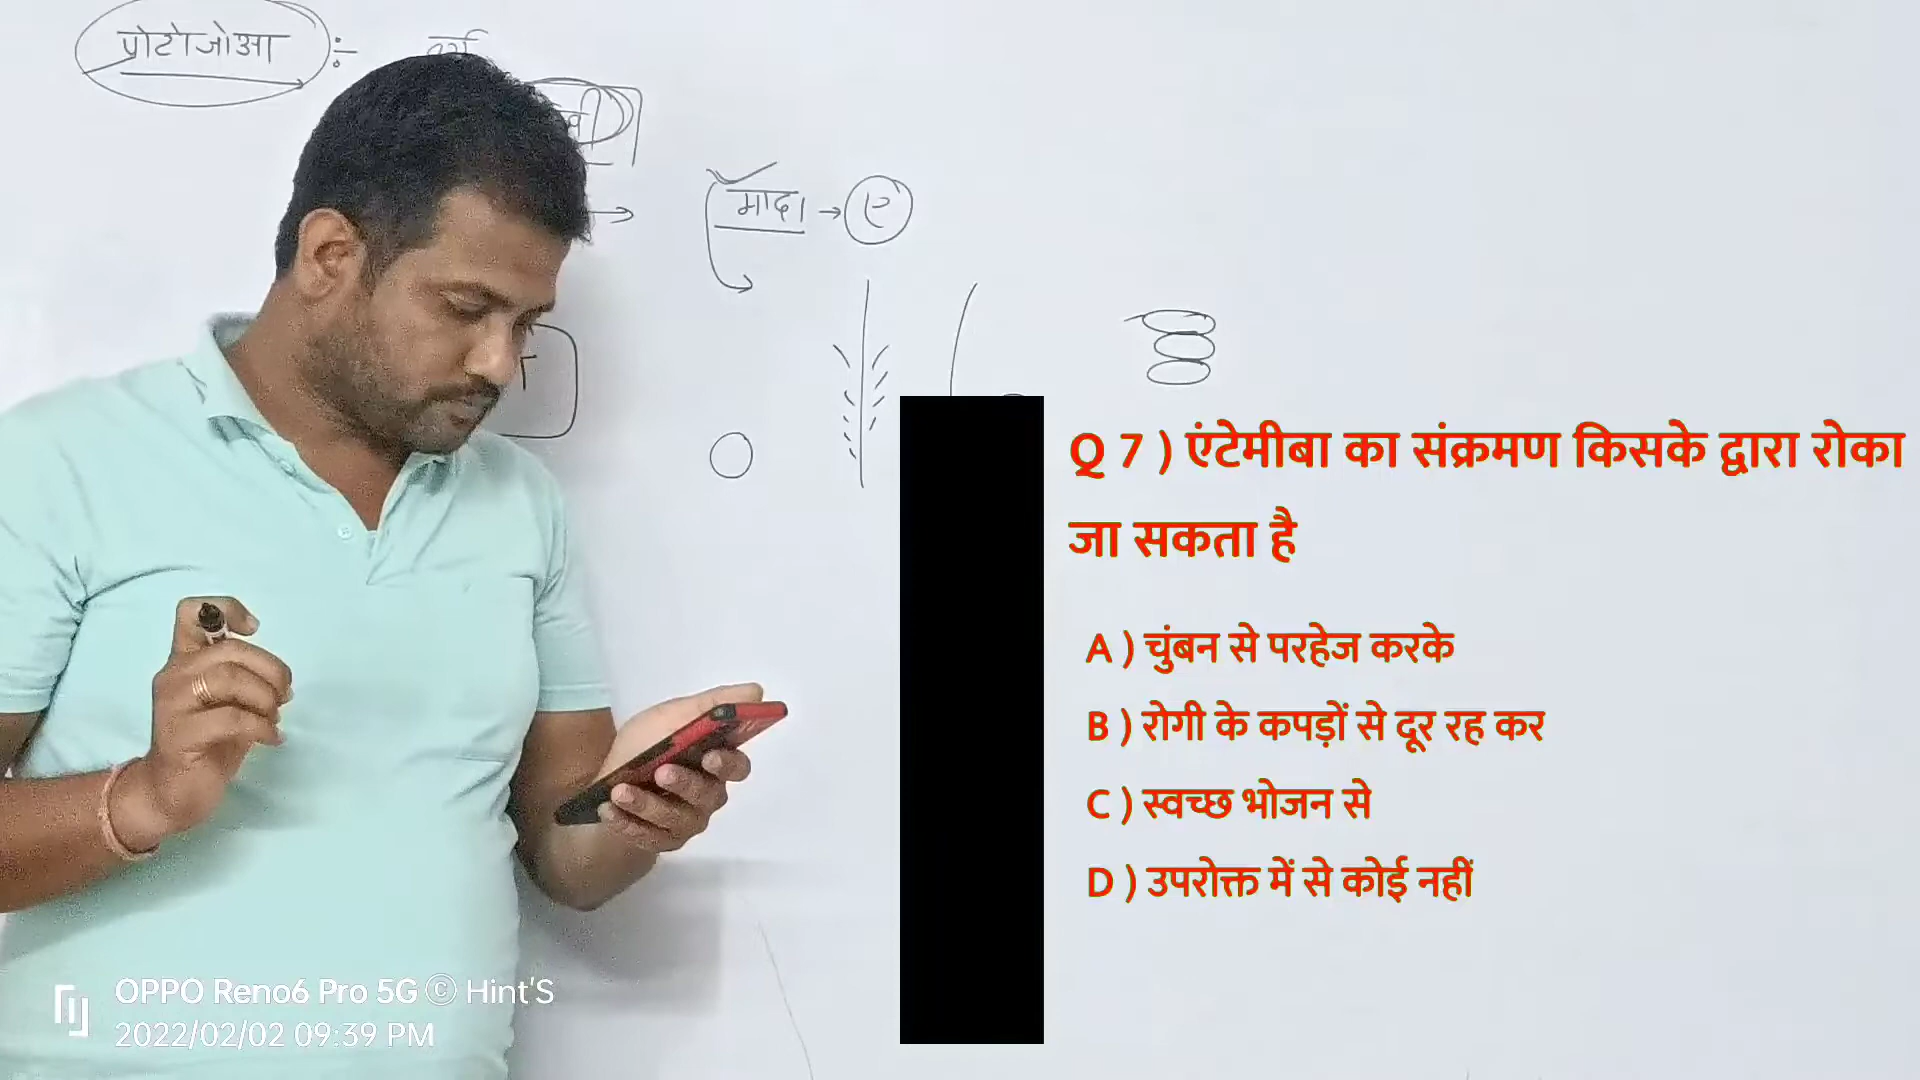 प्रोटोजोआ :-
मादा → ए
Q 7 ) एंटेमीबा का संक्रमण किसके द्वारा रोका
जा सकता है
A ) चुंबन से परहेज करके
B ) रोगी के कपड़ों से दूर रह कर
C ) स्वच्छ भोजन से
D ) उपरोक्त में से कोई नहीं
OPPO Reno6 Pro 5G © Hint'S
2022/02/02 09:39 PM